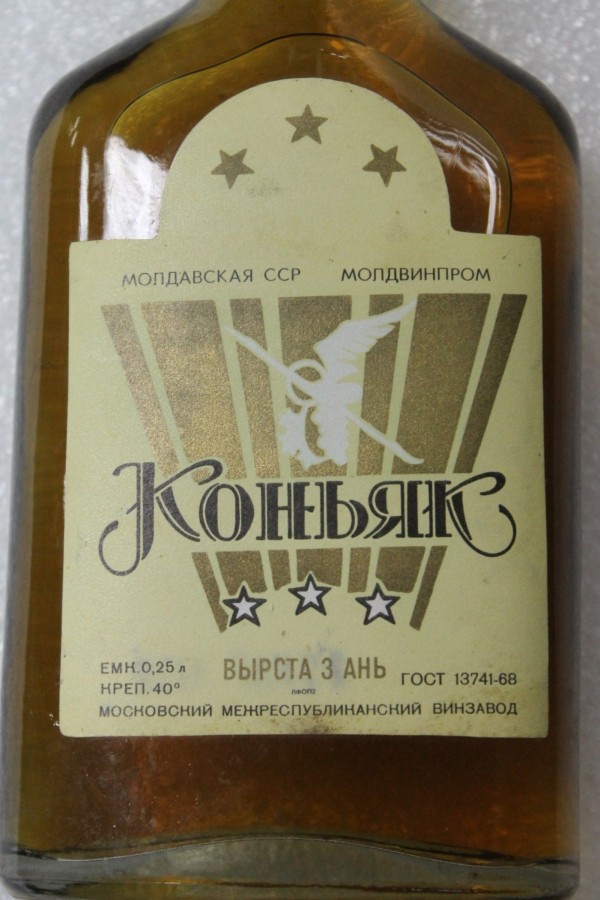 МОЛДАВСКАЯ ССР МОЛДВИНПРОМ
Коньяк
ЕМК. 0,25 л
КРЕП. 40°
ВЫРСТА 3 АНЬ
ГОСТ 13741-68
МОСКОВСКИЙ МЕЖРЕСПУБЛИКАНСКИЙ ВИНЗАВОД